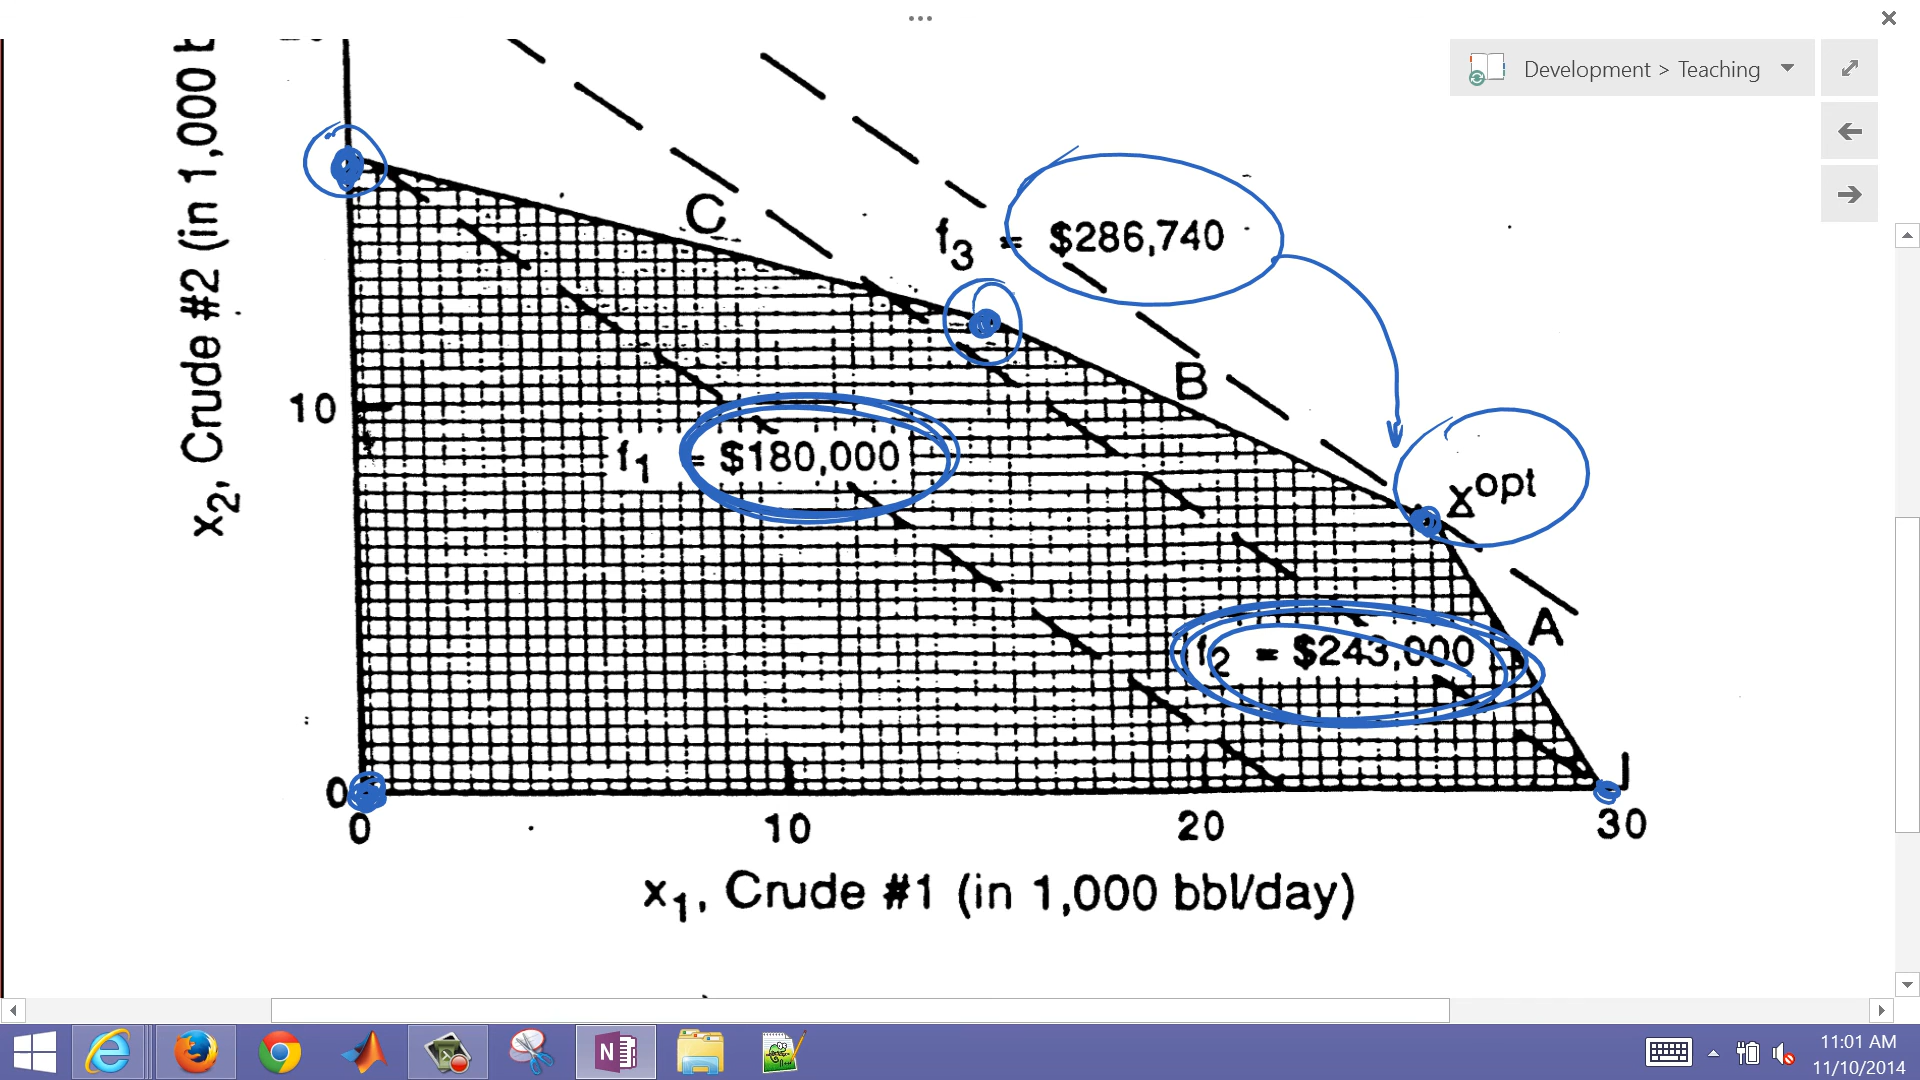 Development > Teaching
x2, Crude #2 (in 1,000 b
C
f3 = $286,740
B
10
f1 = $180,000
xopt
f2 = $243,000
A
0
0
10
20
30
x1, Crude #1 (in 1,000 bbl/day)
N
11:01 AM
11/10/2014